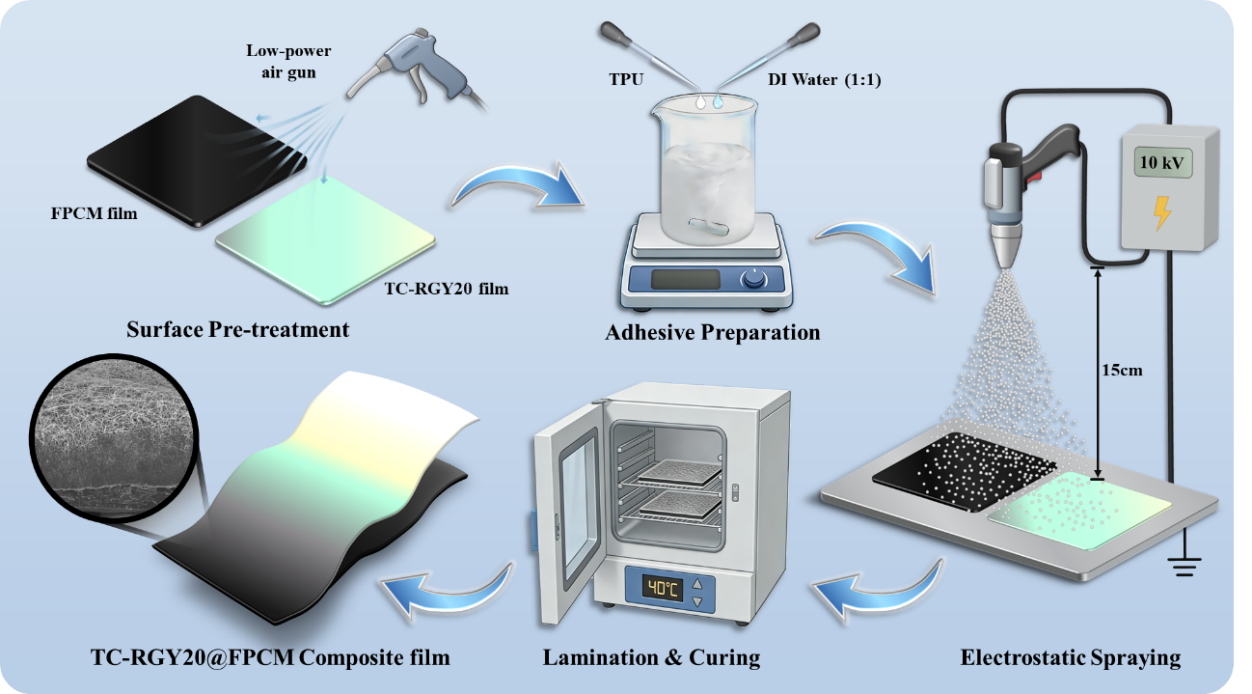 Low-power
air gun
FPCM film
TC-RGY20 film
Surface Pre-treatment
TPU
DI Water (1:1)
Adhesive Preparation
10 kV
15cm
Electrostatic Spraying
40°C
Lamination & Curing
TC-RGY20@FPCM Composite film